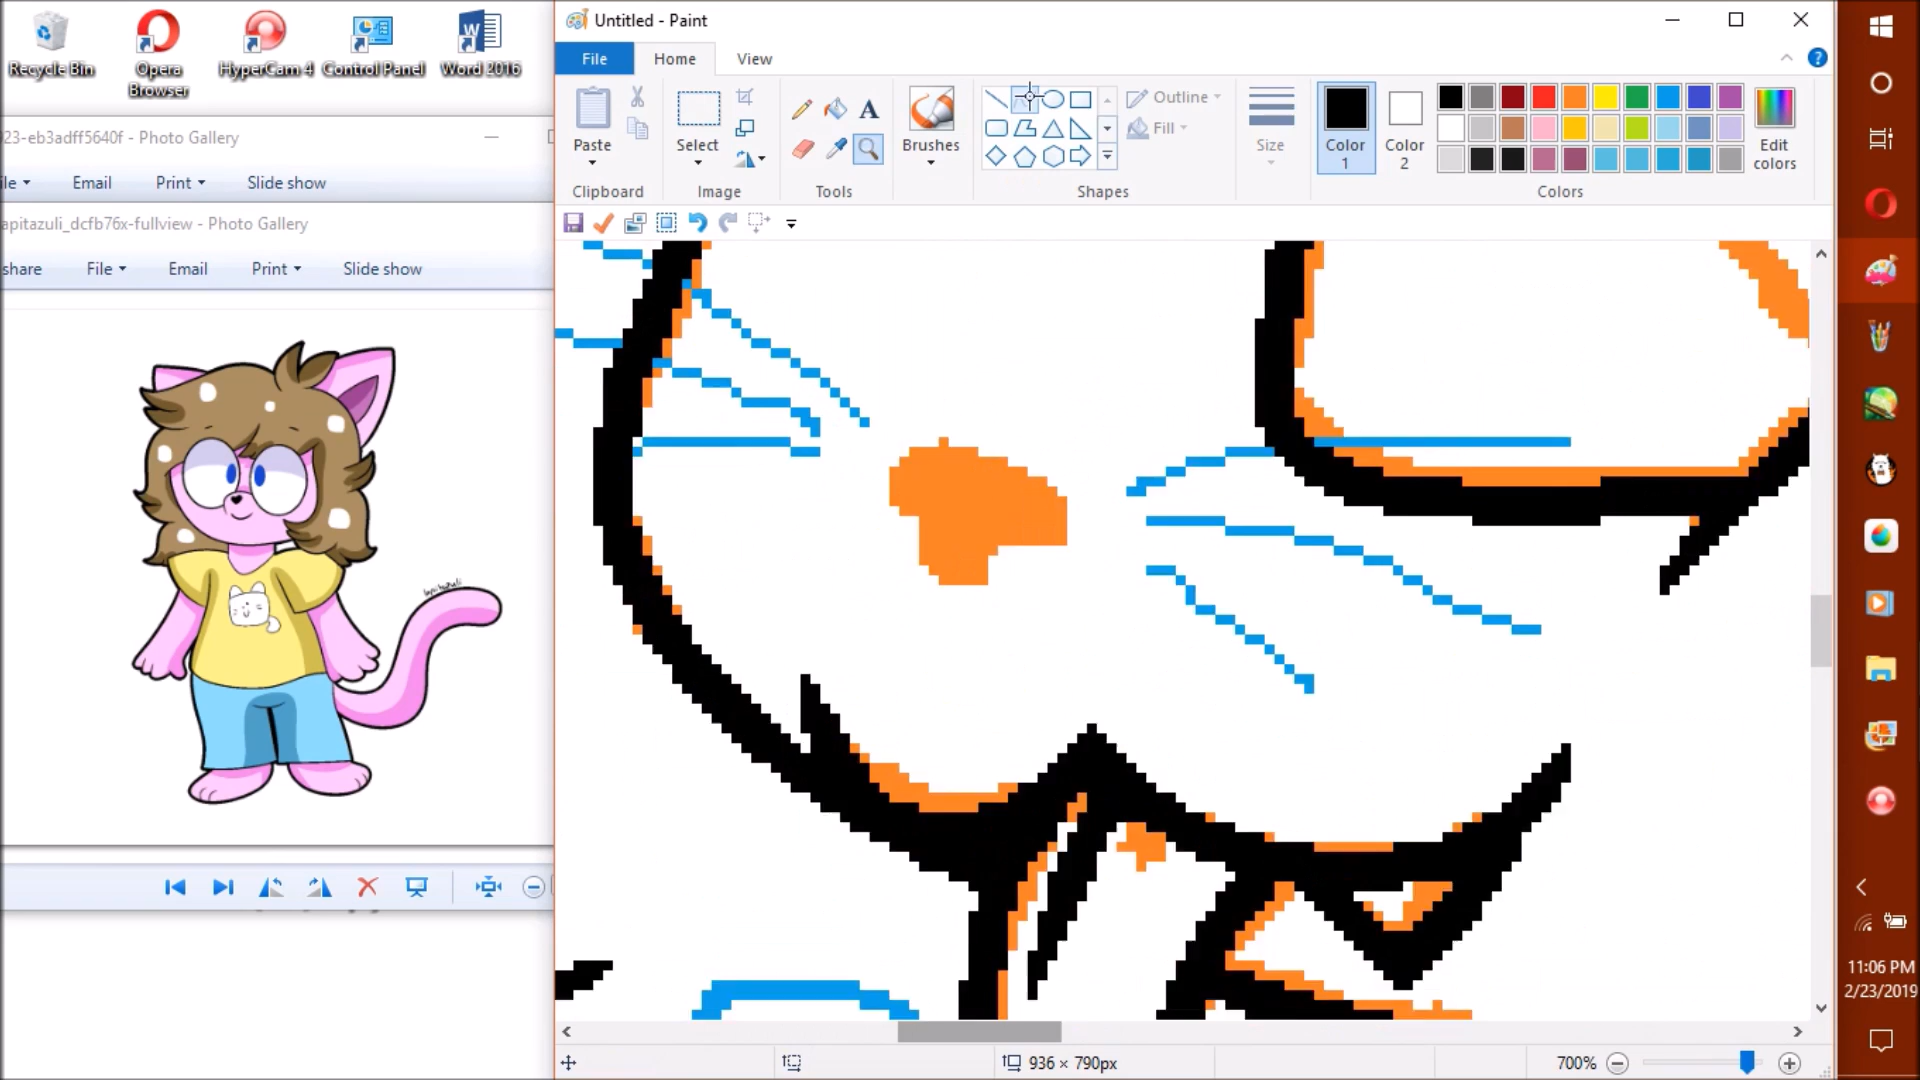 Recycle Bin
Opera Browser
HyperCam 4
Control Panel
Word 2016
23-eb3adff5640f - Photo Gallery
ile
Email
Print
Slide show
apitazuli_dcfb76x-fullview - Photo Gallery
share
File
Email
Print
Slide show
lapitazuli
Untitled - Paint
File
Home
View
Paste
Select
A
Brushes
Outline
Fill
Size
Color 1
Color 2
Edit colors
Clipboard
Image
Tools
Shapes
Colors
936 × 790px
700%
11:06 PM
2/23/2019